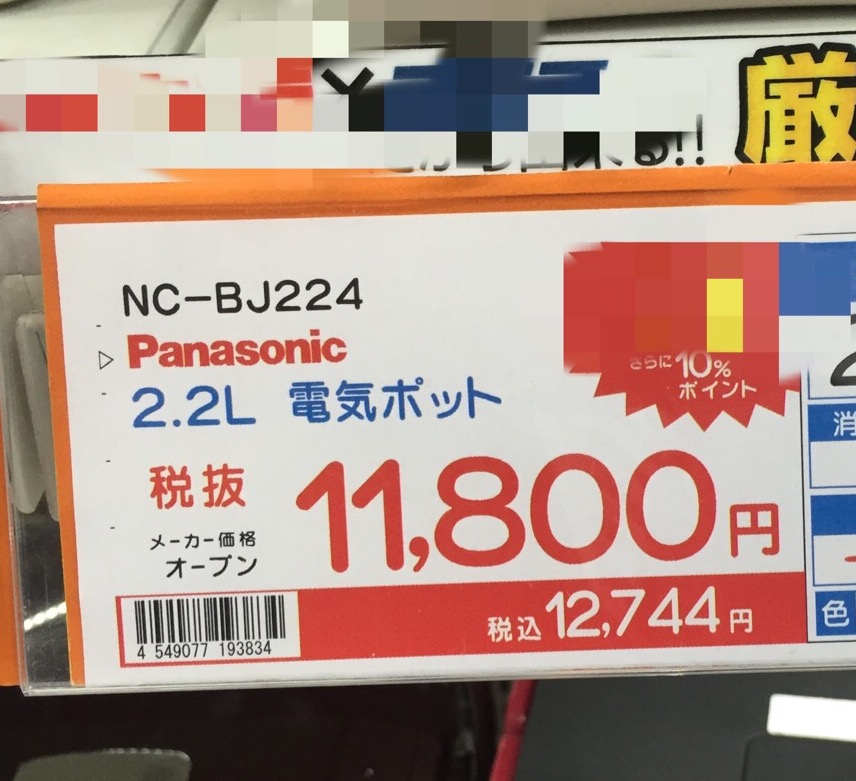 厳
NC-BJ224
Panasonic
2.2L 電気ポット
さらに10%
ポイント
税抜 11,800円
メーカー価格
オープン
税込12,744円
4 549077 193834
消
色